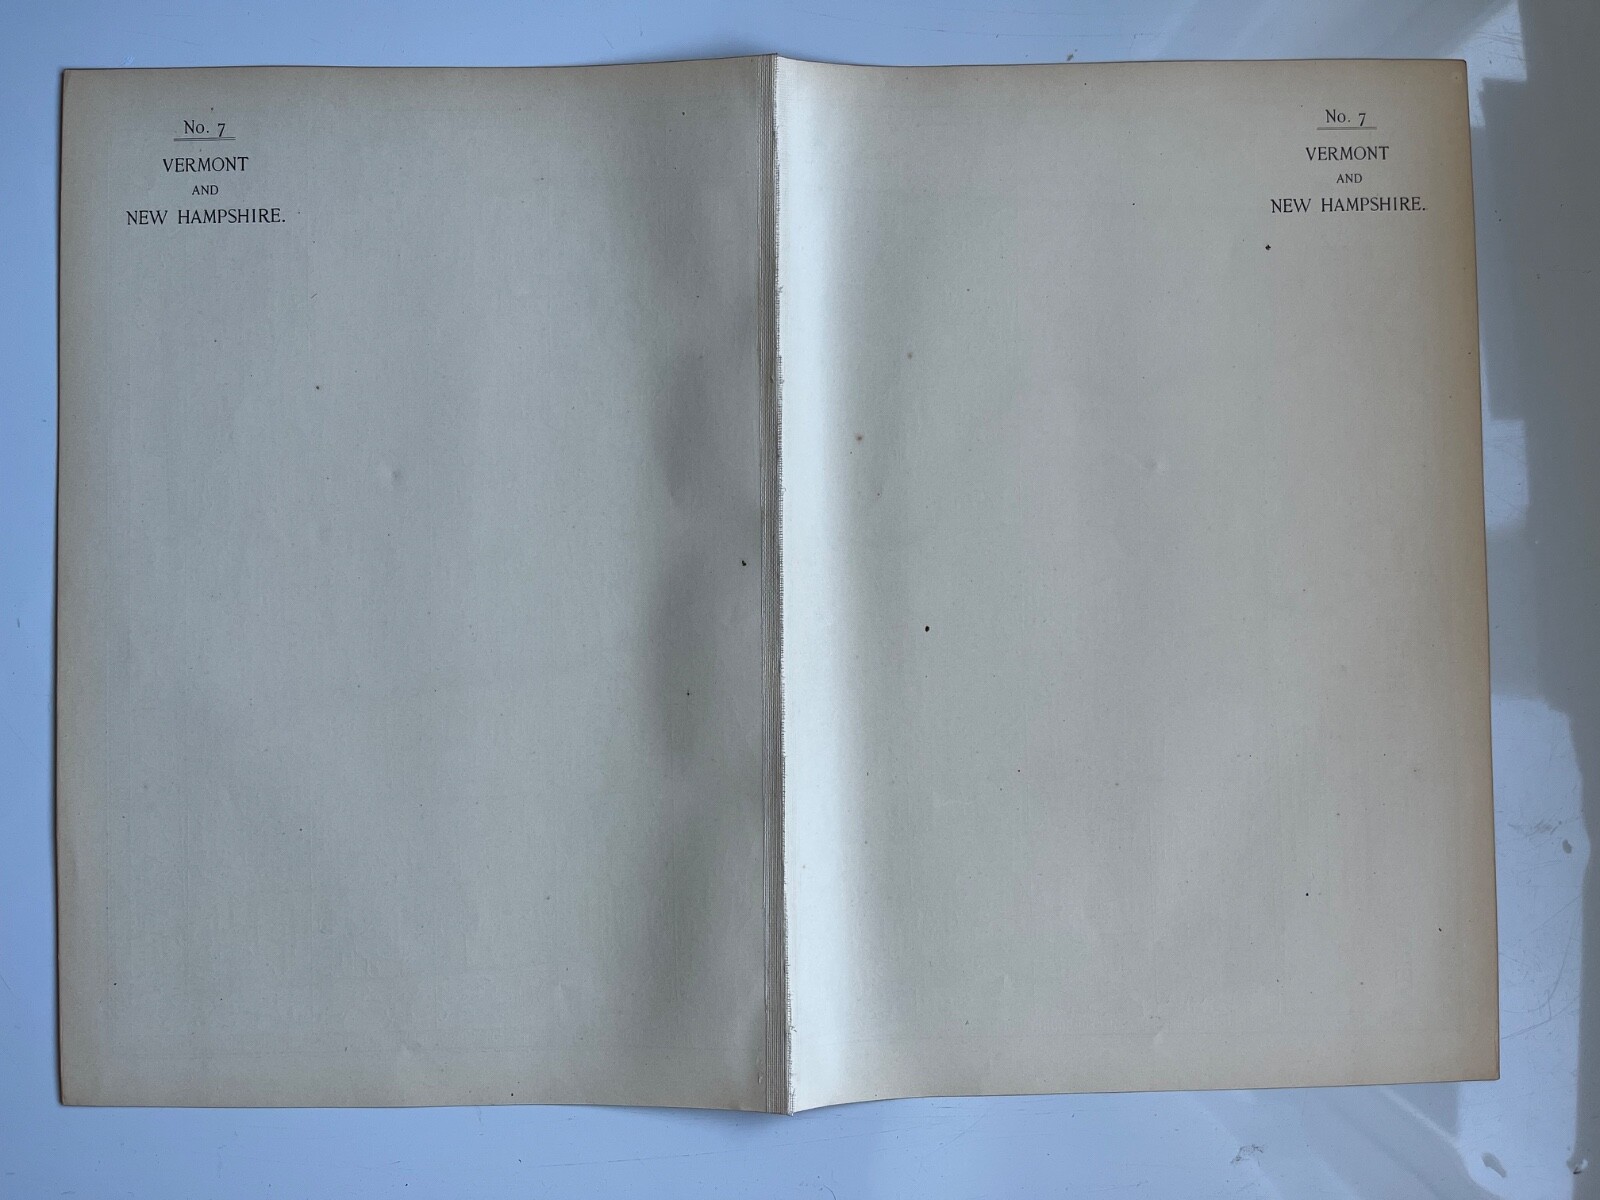 No. 7
VERMONT
AND
NEW HAMPSHIRE.
No. 7
VERMONT
AND
NEW HAMPSHIRE.